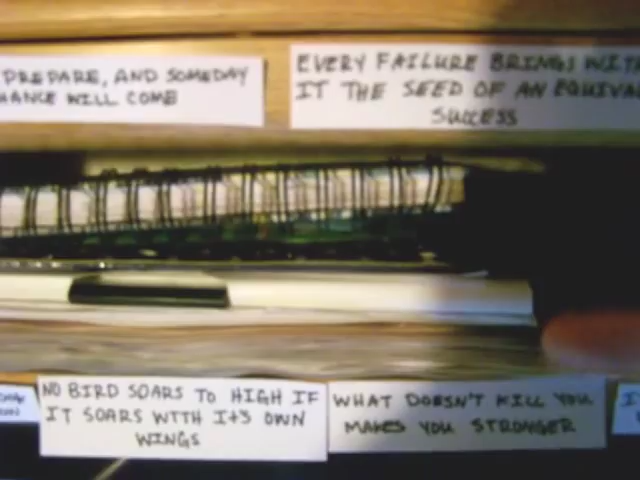 PREPARE, AND SOMEDAY
HANCE WILL COME
EVERY FAILURE BRINGS WITH
IT THE SEED OF AN EQUIVAL
SUCCESS
NO BIRD SOARS TO HIGH IF
IT SOARS WITH IT'S OWN
WINGS
WHAT DOESN'T KILL YOU
MAKES YOU STRONGER